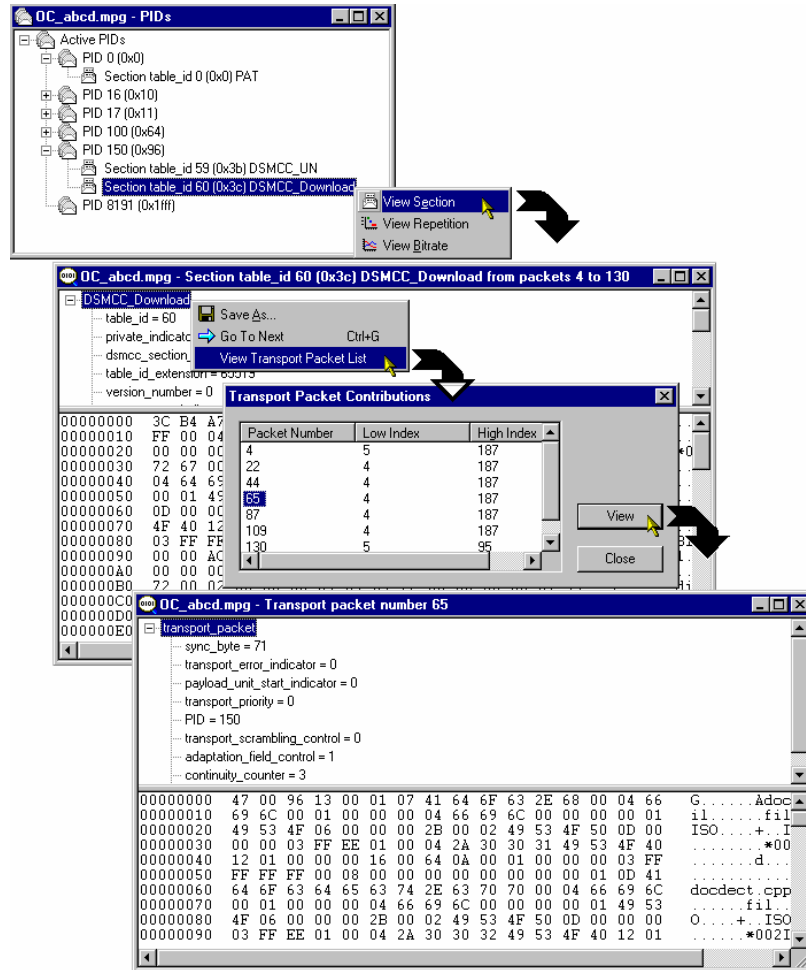 OC_abcd.mpg - PIDs
Active PIDs
PID 0 (0x0)
Section table_id 0 (0x0) PAT
PID 16 (0x10)
PID 17 (0x11)
PID 100 (0x64)
PID 150 (0x96)
Section table_id 59 (0x3b) DSMCC_UN
Section table_id 60 (0x3c) DSMCC_Download
PID 8191 (0x1fff)
View Section
View Repetition
View Bitrate
OC_abcd.mpg - Section table_id 60 (0x3c) DSMCC_Download from packets 4 to 130
DSMCC_Download
table_id = 60
private_indicato
dsmcc_section_
table_id_extension = 65519
version_number = 0
Save As...
Go To Next Ctrl+G
View Transport Packet List
00000000 3C B4 A7
00000010 FF 00 04
00000020 00 00 00
00000030 72 67 00
00000040 04 64 69
00000050 00 01 49
00000060 0D 00 00
00000070 4F 40 12
00000080 03 FF FF
00000090 00 00 AC
000000A0 00 00 00
000000B0 72 00 02
000000C0
000000D0
000000E0
Transport Packet Contributions
Packet Number Low Index High Index
4 5 187
22 4 187
44 4 187
65 4 187
87 4 187
109 4 187
130 5 95
View
Close
OC_abcd.mpg - Transport packet number 65
transport_packet
sync_byte = 71
transport_error_indicator = 0
payload_unit_start_indicator = 0
transport_priority = 0
PID = 150
transport_scrambling_control = 0
adaptation_field_control = 1
continuity_counter = 3
00000000 47 00 96 13 00 01 07 41 64 6F 63 2E 68 00 04 66 G......Adoc
00000010 69 6C 00 01 00 00 00 04 66 69 6C 00 00 00 00 01 il......fil
00000020 49 53 4F 06 00 00 00 2B 00 02 49 53 4F 50 0D 00 ISO....+..I
00000030 00 00 03 FF EE 01 00 04 2A 30 30 31 49 53 4F 40 ........*00
00000040 12 01 00 00 00 16 00 64 0A 00 01 00 00 00 03 FF .......d...
00000050 FF FF FF 00 08 00 00 00 00 00 00 00 00 01 0D 41 ...........
00000060 64 6F 63 64 65 63 74 2E 63 70 70 00 04 66 69 6C docdect.cpp
00000070 00 01 00 00 00 04 66 69 6C 00 00 00 00 01 49 53 ......fil..
00000080 4F 06 00 00 00 2B 00 02 49 53 4F 50 0D 00 00 00 O....+..ISO
00000090 03 FF EE 01 00 04 2A 30 30 32 49 53 4F 40 12 01 ......*002I